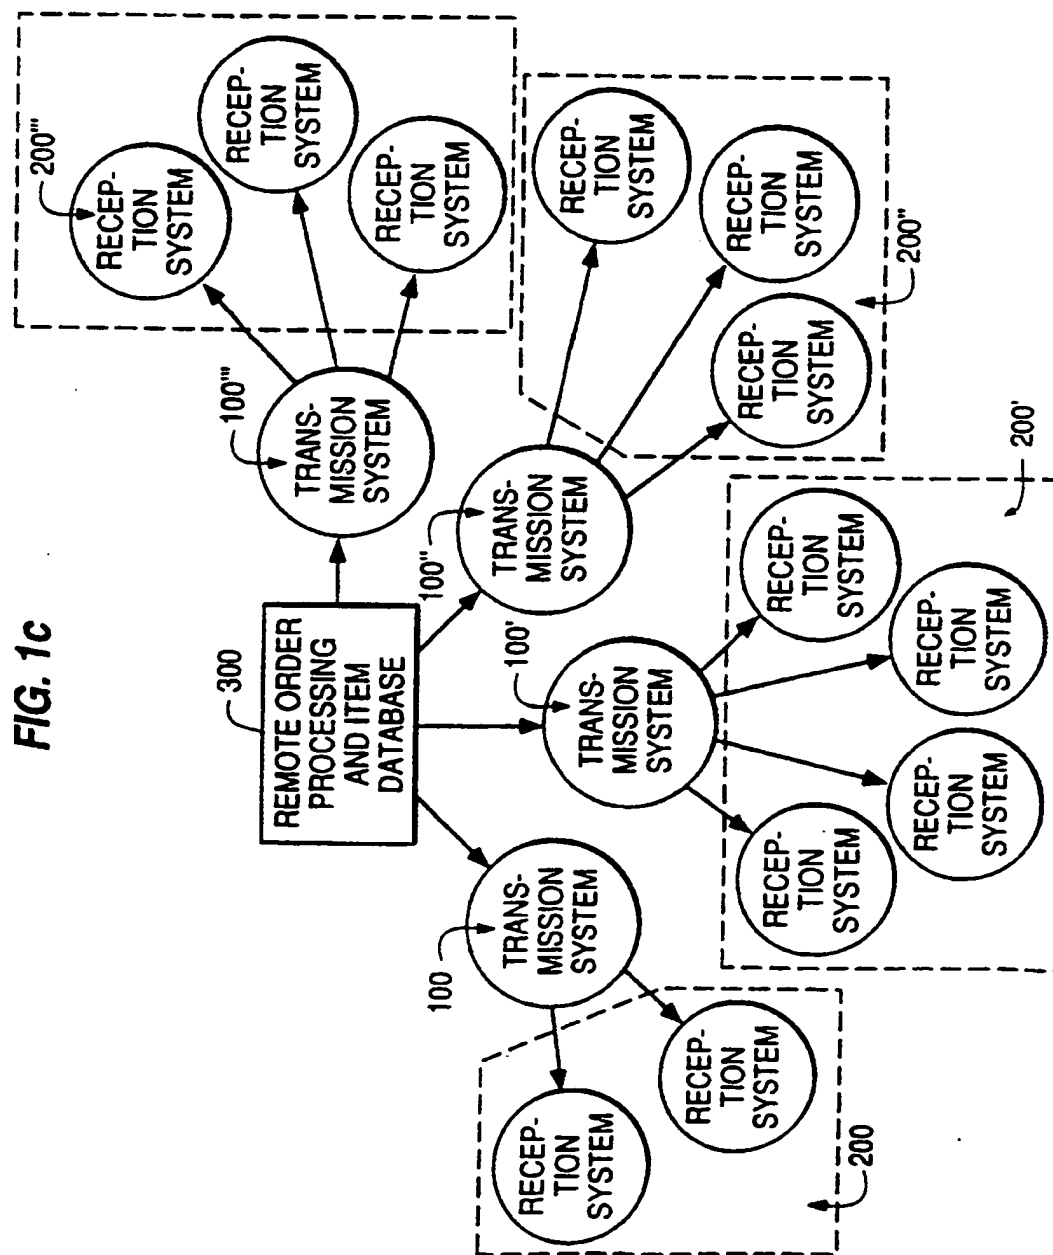 FIG. 1c
300
REMOTE ORDER
PROCESSING
AND ITEM
DATABASE
100
TRANS-
MISSION
SYSTEM
100'
TRANS-
MISSION
SYSTEM
100"
TRANS-
MISSION
SYSTEM
100'''
TRANS-
MISSION
SYSTEM
RECEP-
TION
SYSTEM
RECEP-
TION
SYSTEM
200
RECEP-
TION
SYSTEM
RECEP-
TION
SYSTEM
RECEP-
TION
SYSTEM
RECEP-
TION
SYSTEM
200'
RECEP-
TION
SYSTEM
RECEP-
TION
SYSTEM
RECEP-
TION
SYSTEM
200"
200'''
RECEP-
TION
SYSTEM
RECEP-
TION
SYSTEM
RECEP-
TION
SYSTEM